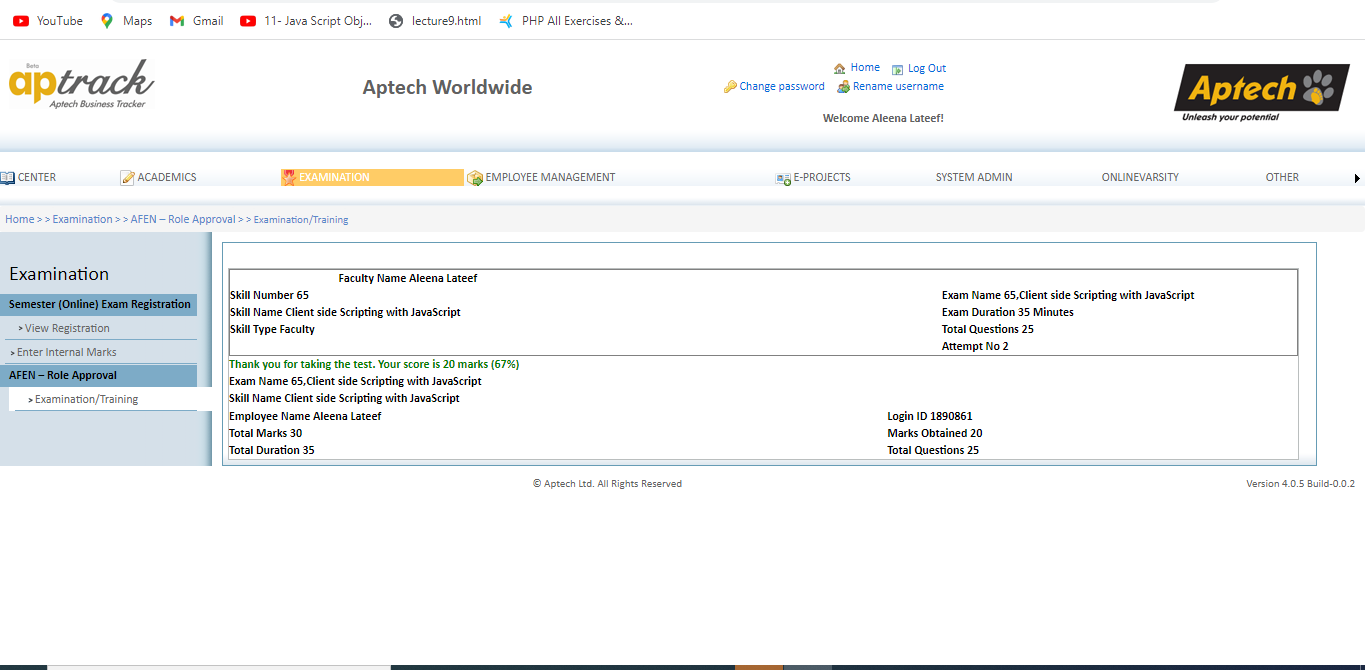 YouTube Maps Gmail 11- Java Script Obj... lecture9.html PHP All Exercises &...
Beta
aptrack
Aptech Business Tracker
Aptech Worldwide
Home Log Out
Change password Rename username
Welcome Aleena Lateef!
Aptech
Unleash your potential
CENTER ACADEMICS EXAMINATION EMPLOYEE MANAGEMENT E-PROJECTS SYSTEM ADMIN ONLINEVARSITY OTHER
Home > > Examination > > AFEN – Role Approval > > Examination/Training
Examination
Semester (Online) Exam Registration
> View Registration
> Enter Internal Marks
AFEN – Role Approval
> Examination/Training
Faculty Name Aleena Lateef
Skill Number 65 Exam Name 65,Client side Scripting with JavaScript
Skill Name Client side Scripting with JavaScript Exam Duration 35 Minutes
Skill Type Faculty Total Questions 25
Attempt No 2
Thank you for taking the test. Your score is 20 marks (67%)
Exam Name 65,Client side Scripting with JavaScript
Skill Name Client side Scripting with JavaScript
Employee Name Aleena Lateef Login ID 1890861
Total Marks 30 Marks Obtained 20
Total Duration 35 Total Questions 25
© Aptech Ltd. All Rights Reserved Version 4.0.5 Build-0.0.2